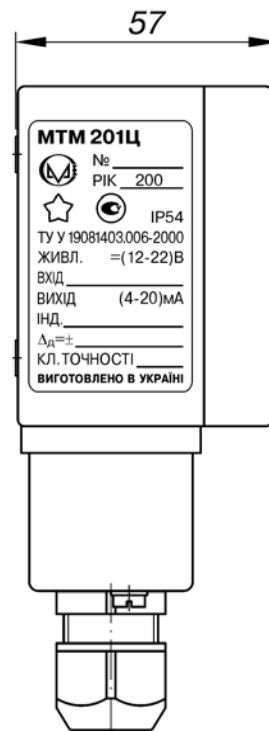 57
МТМ 201Ц
№
РІК 200
IP54
ТУ У 19081403.006-2000
ЖИВЛ. =(12-22)В
ВХІД
ВИХІД (4-20)мА
ІНД.
Δд=±
КЛ. ТОЧНОСТІ
ВИГОТОВЛЕНО В УКРАЇНІ